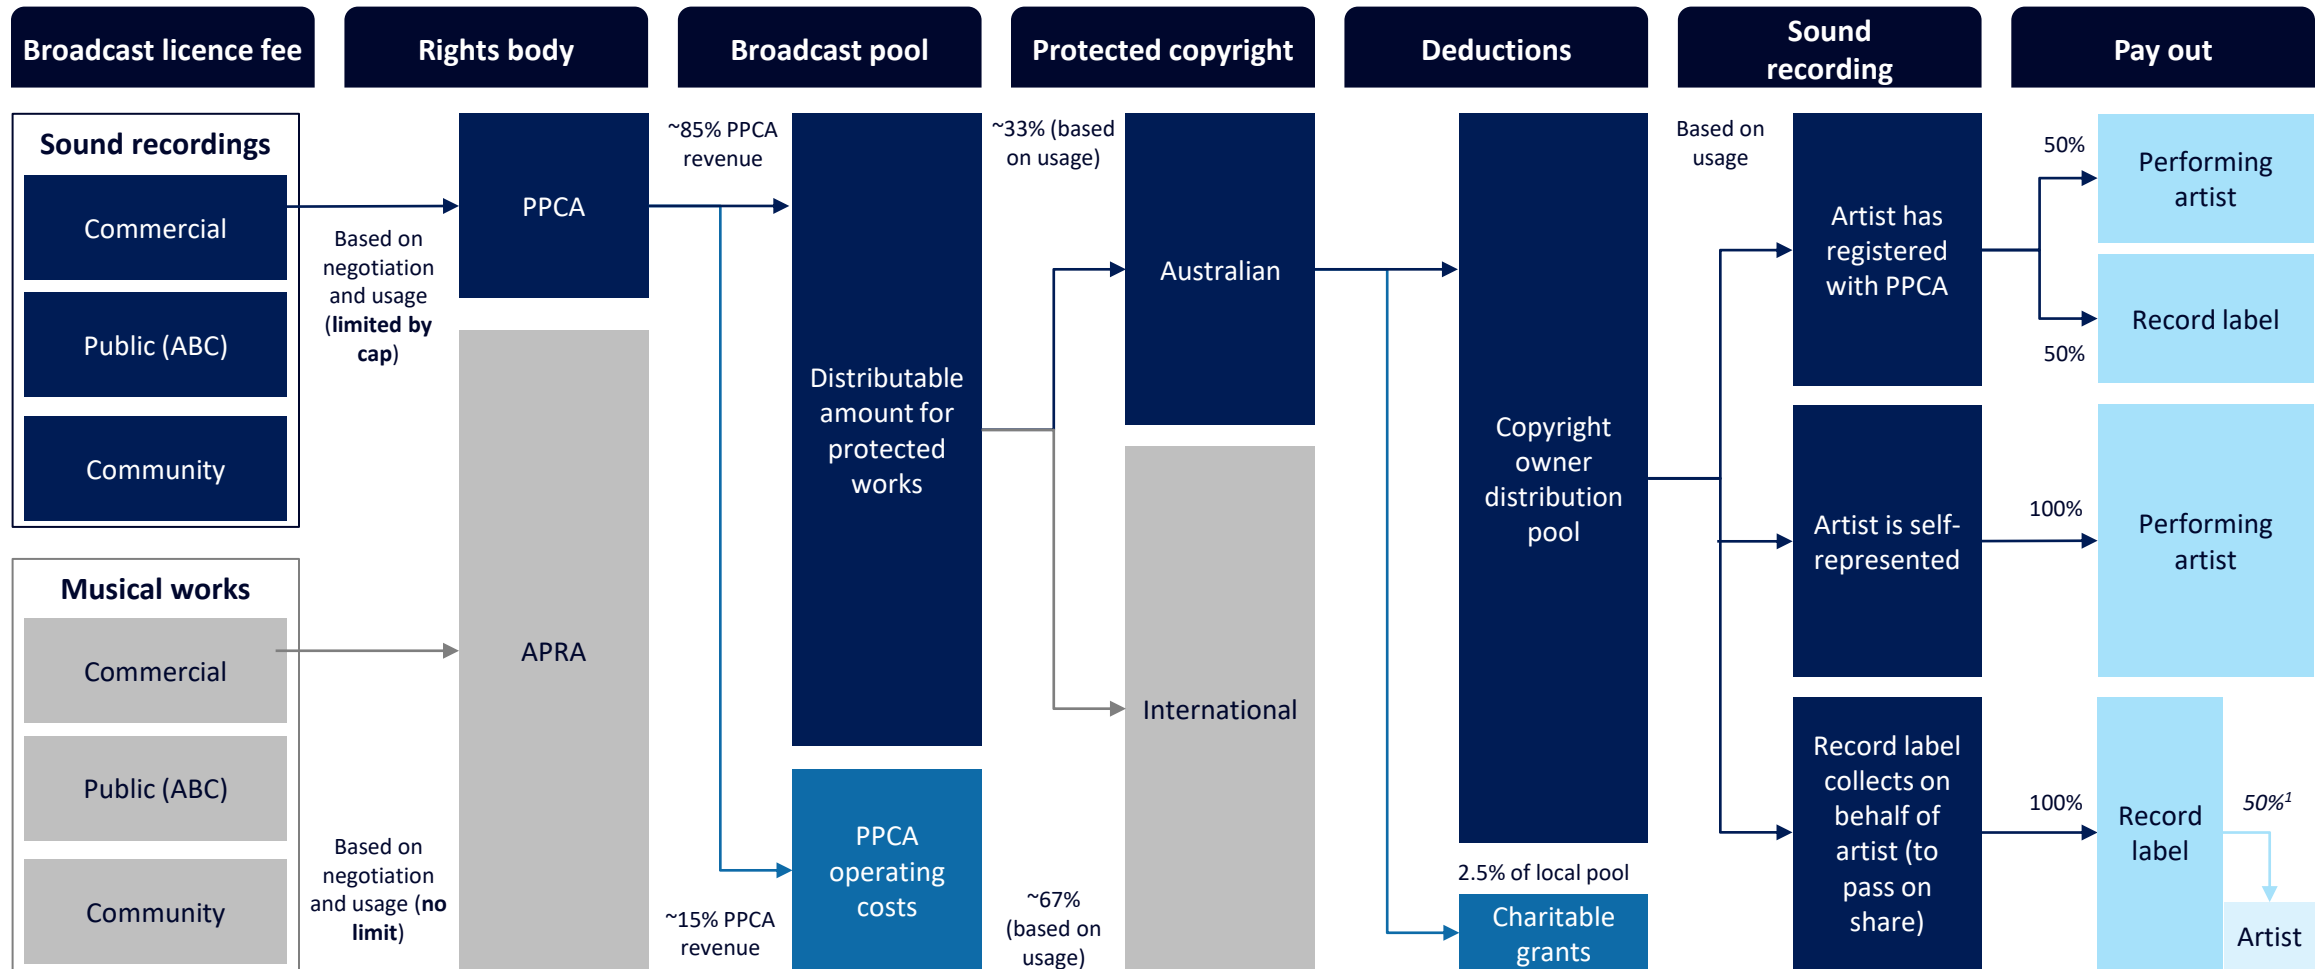 Broadcast licence fee
Rights body
Broadcast pool
Protected copyright
Deductions
Sound
recording
Pay out
Sound recordings
Commercial
Public (ABC)
Community
Based on
negotiation
and usage
(limited by
cap)
PPCA
~85% PPCA
revenue
Distributable
amount for
protected
works
~33% (based
on usage)
Australian
Copyright
owner
distribution
pool
Based on
usage
Artist has
registered
with PPCA
50%
Performing
artist
Record label
50%
Artist is self-
represented
100%
Performing
artist
Musical works
Commercial
Public (ABC)
Community
Based on
negotiation
and usage (no
limit)
APRA
PPCA
operating
costs
~15% PPCA
revenue
International
~67%
(based on
usage)
2.5% of local pool
Charitable
grants
Record label
collects on
behalf of
artist (to
pass on
share)
100%
Record
label
50%1
Artist